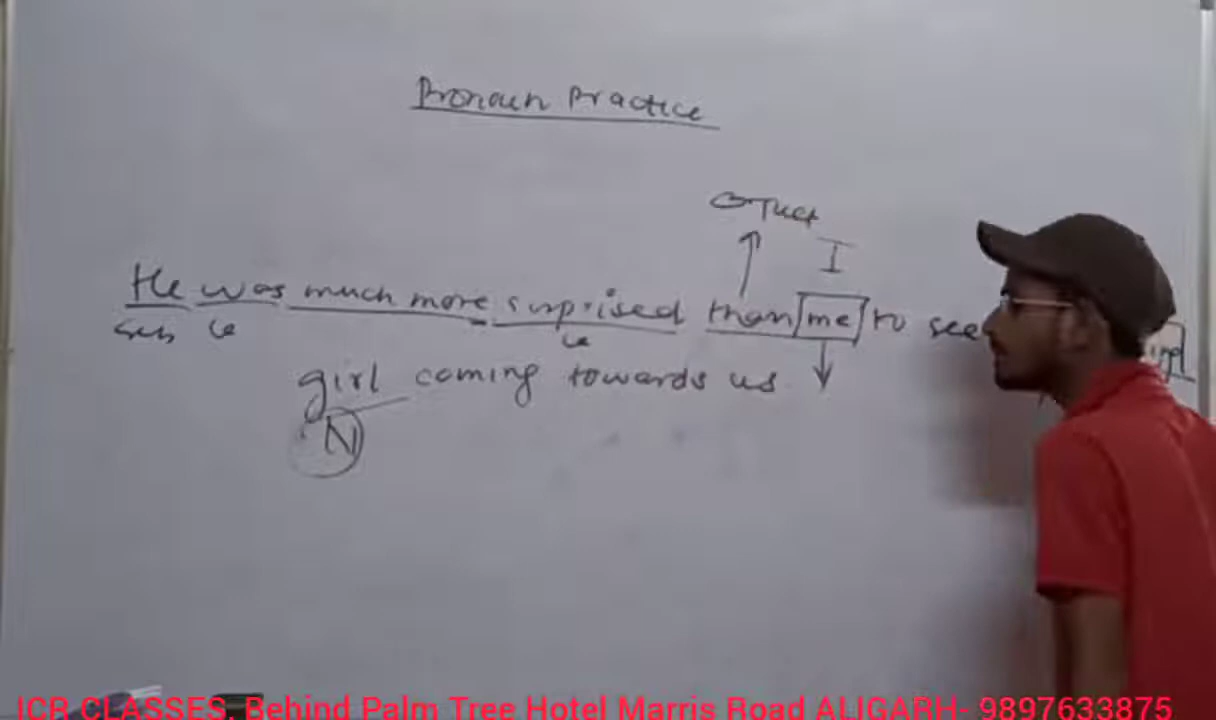 Pronoun Practice
I
He was much more surprised than me to see
girl coming towards us
N
ICR CLASSES, Behind Palm Tree Hotel Marris Road ALIGARH- 9897633875